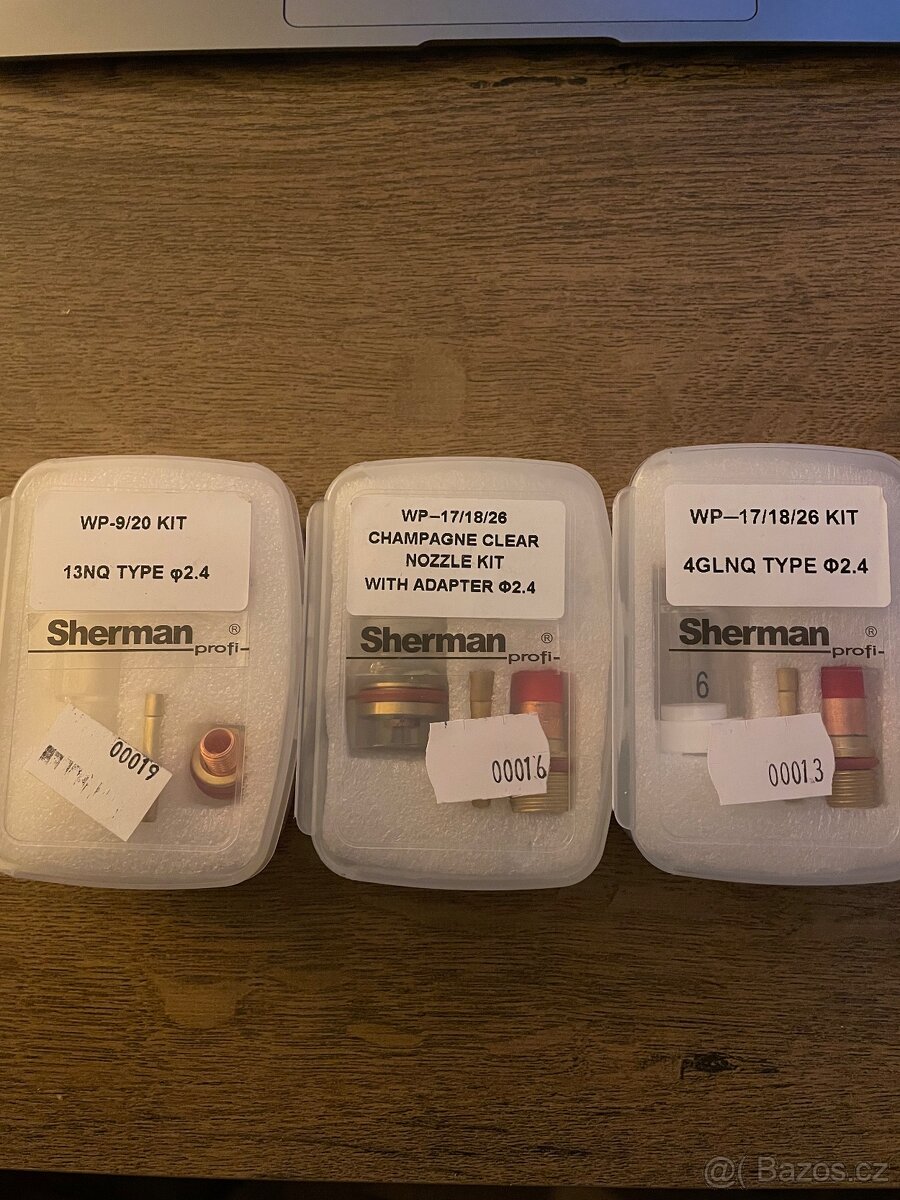 WP-9/20 KIT
13NQ TYPE φ2.4
Sherman ®
profi
00019
WP–17/18/26
CHAMPAGNE CLEAR
NOZZLE KIT
WITH ADAPTER Φ2.4
Sherman ®
profi
00016
WP–17/18/26 KIT
4GLNQ TYPE Φ2.4
Sherman ®
profi
6
00013
@( Bazos.cz